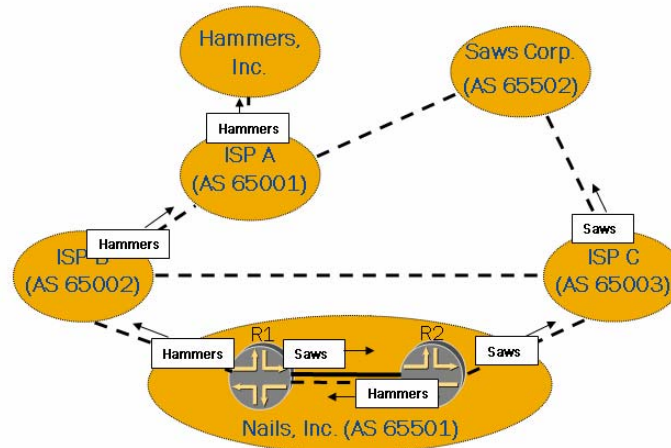 Hammers,
Inc.
Saws Corp.
(AS 65502)
Hammers
ISP A
(AS 65001)
Hammers
ISP B
(AS 65002)
Saws
ISP C
(AS 65003)
R1
R2
Hammers
Saws
Saws
Hammers
Nails, Inc. (AS 65501)